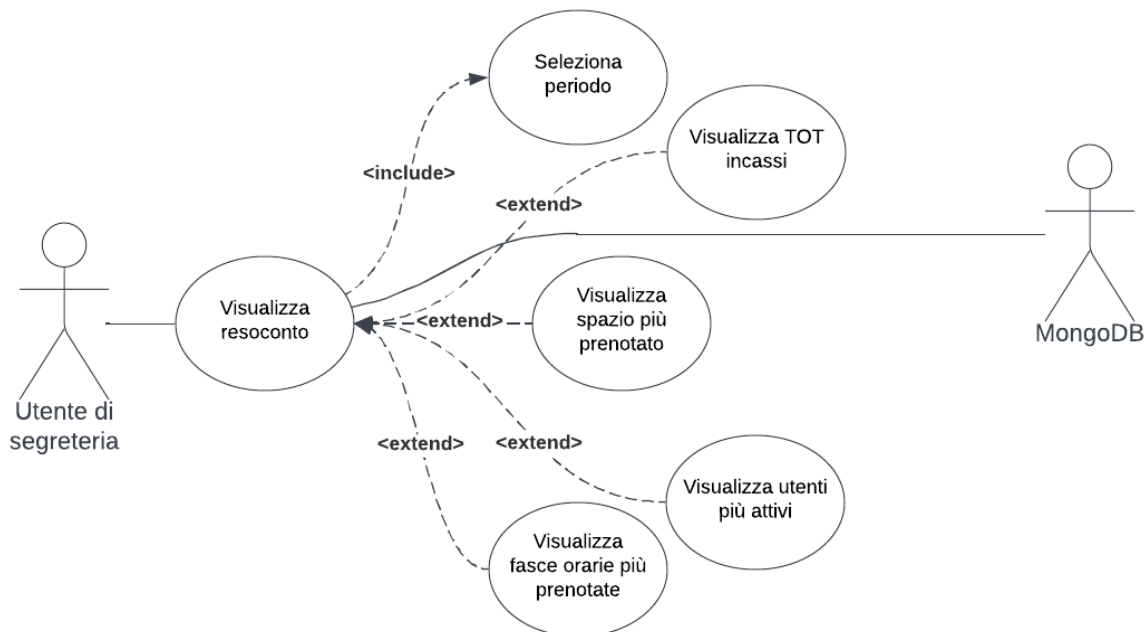 Seleziona
periodo
Visualizza TOT
incassi
<include>
<extend>
Visualizza
resoconto
<extend>
Visualizza
spazio più
prenotato
MongoDB
Utente di
segreteria
<extend>
<extend>
Visualizza utenti
più attivi
Visualizza
fasce orarie più
prenotate